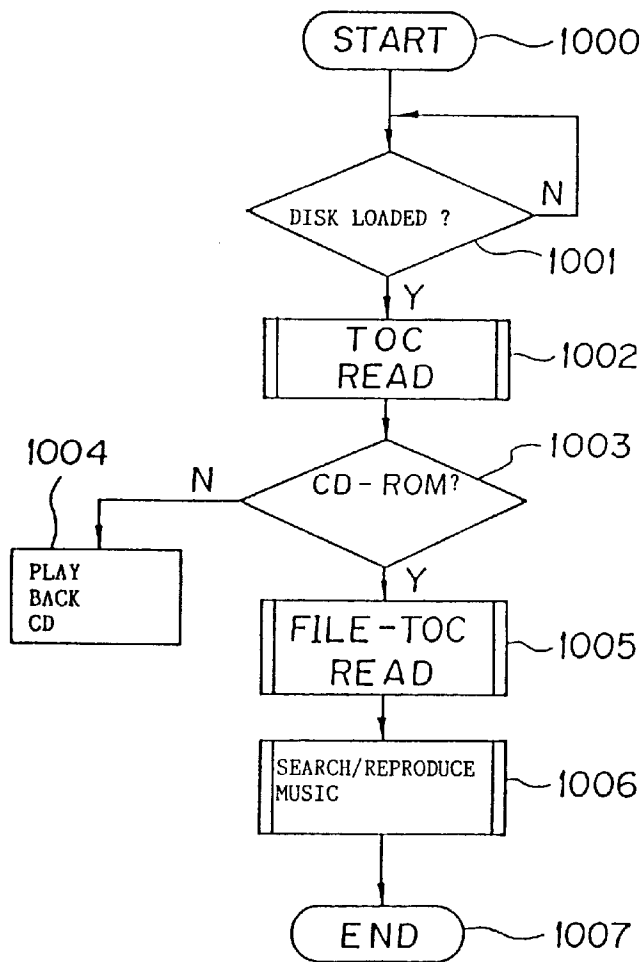 START
1000
DISK LOADED ?
N
1001
Y
TOC
READ
1002
1003
1004
N
CD-ROM?
PLAY
BACK
CD
Y
FILE-TOC
READ
1005
SEARCH/REPRODUCE
MUSIC
1006
END
1007